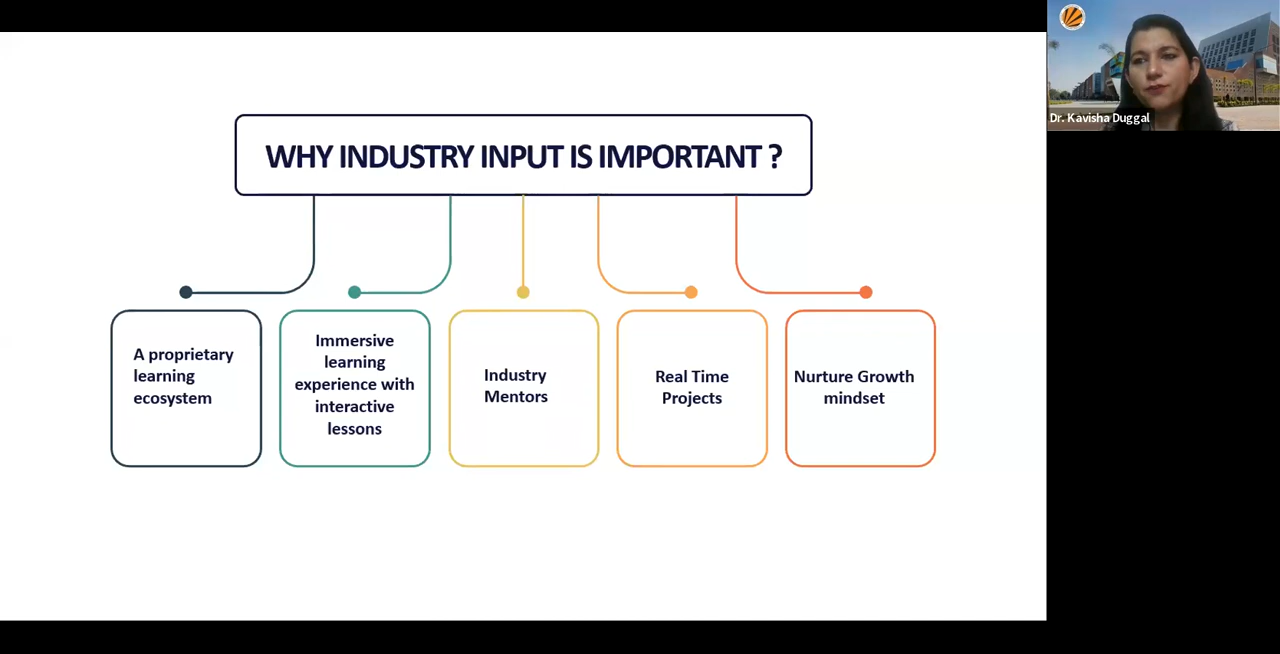 WHY INDUSTRY INPUT IS IMPORTANT ?
A proprietary
learning
ecosystem
Immersive
learning
experience with
interactive
lessons
Industry
Mentors
Real Time
Projects
Nurture Growth
mindset
Dr. Kavisha Duggal